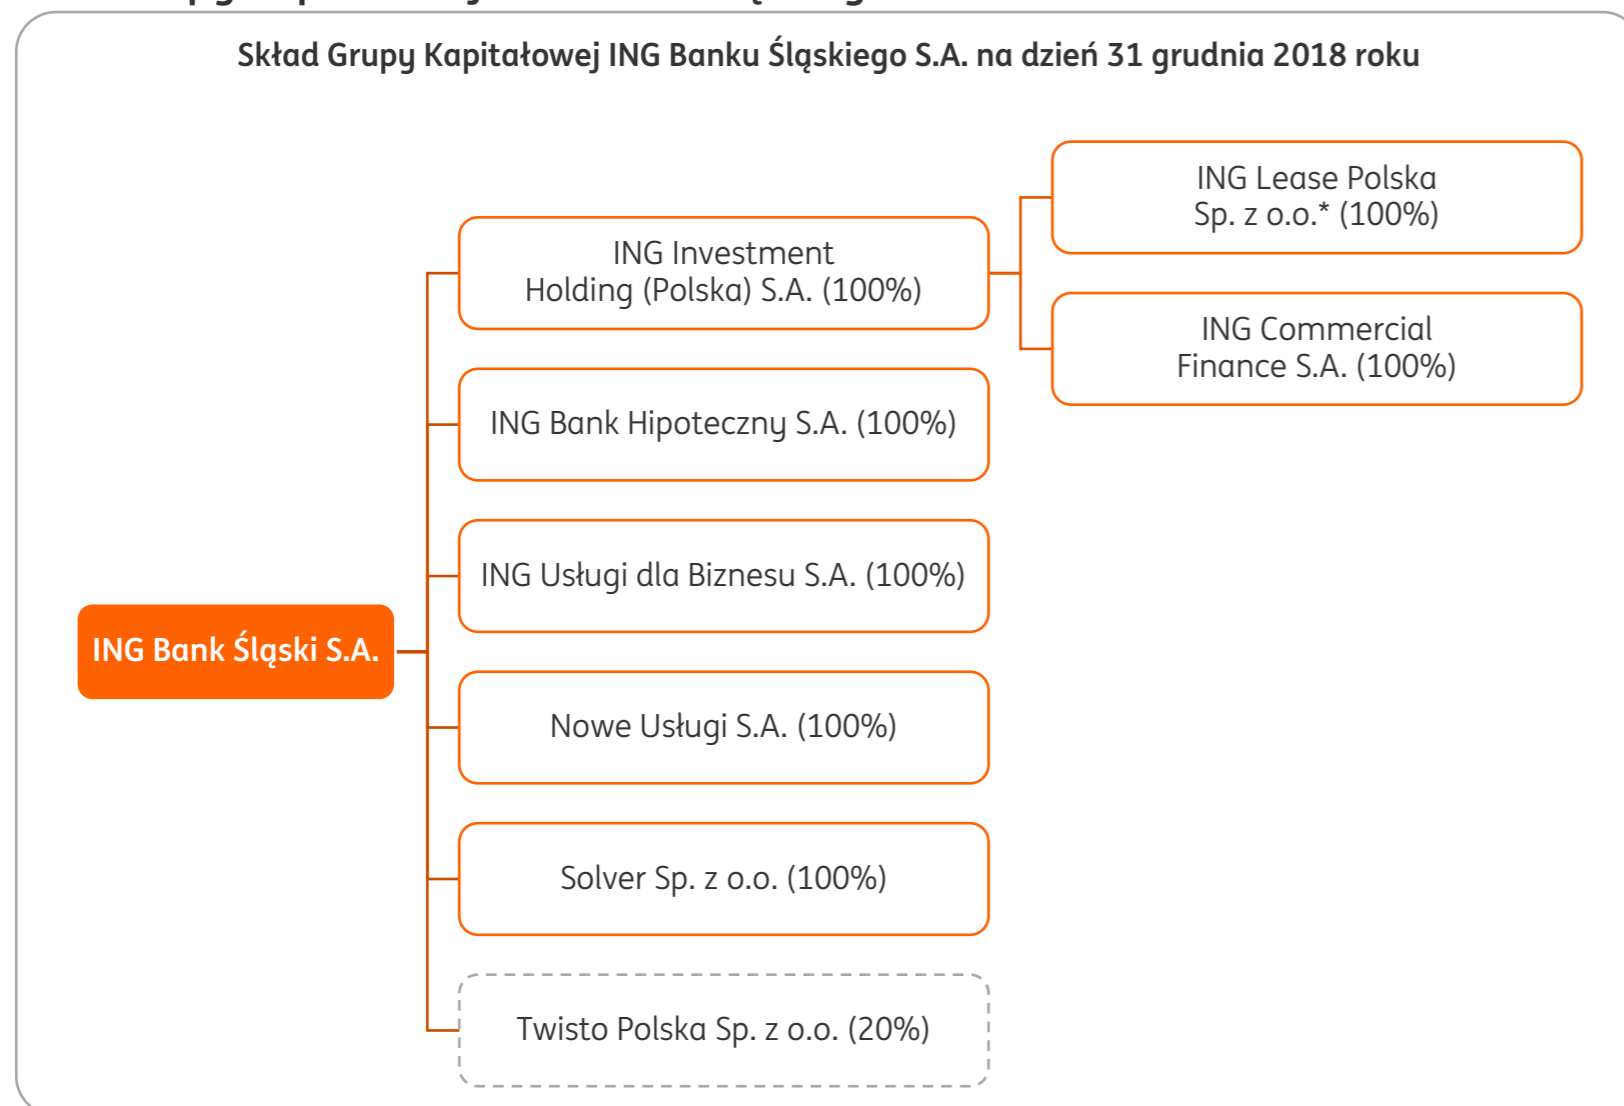 Skład Grupy Kapitałowej ING Banku Śląskiego S.A. na dzień 31 grudnia 2018 roku
ING Lease Polska
Sp. z o.o.* (100%)
ING Investment
Holding (Polska) S.A. (100%)
ING Commercial
Finance S.A. (100%)
ING Bank Hipoteczny S.A. (100%)
ING Usługi dla Biznesu S.A. (100%)
ING Bank Śląski S.A.
Nowe Usługi S.A. (100%)
Solver Sp. z o.o. (100%)
Twisto Polska Sp. z o.o. (20%)